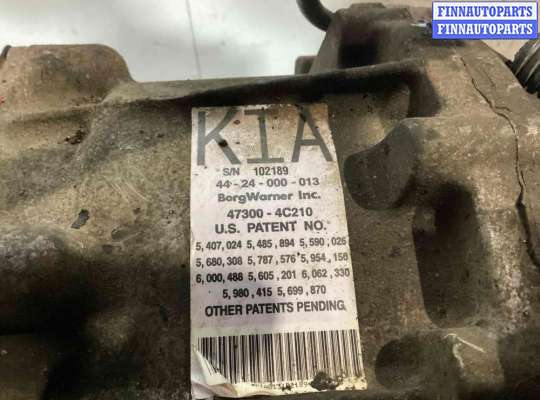 FINNAUTOPARTS
FINNAUTOPARTS
KIA
S/N 102189
44-24-000-013
BorgWarner Inc.
47300-4C210
U.S. PATENT NO.
5,407,024 5,485,894 5,590,026
5,680,308 5,787,576 5,954,156
6,000,488 5,605,201 6,062,330
5,980,415 5,699,870
OTHER PATENTS PENDING